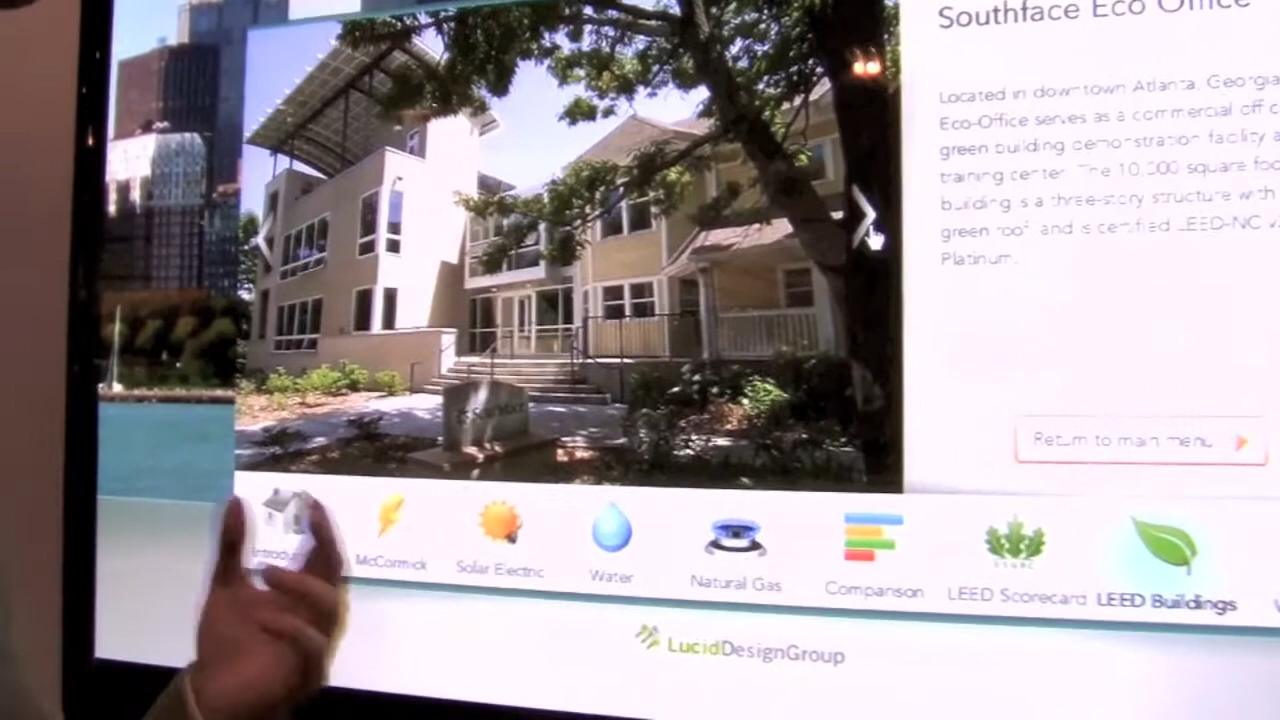 Southface Eco Office
Located in downtown Atlanta, Georgia
Eco-Office serves as a commercial
green building demonstration facility
training center. The 10,000 square
building is a three-story structure with
green roof and is certified LEED-NC
Platinum.
Southface
Return to main menu
McCormick
Solar Electric
Water
Natural Gas
Comparison
USGBC
LEED Scorecard
LEED Buildings
LucidDesignGroup